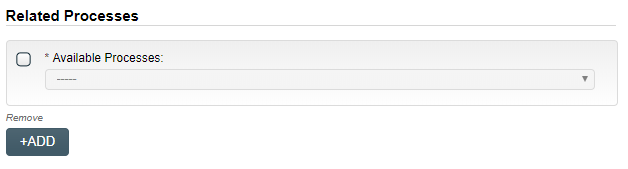 Related Processes
* Available Processes:
-----
Remove
+ADD